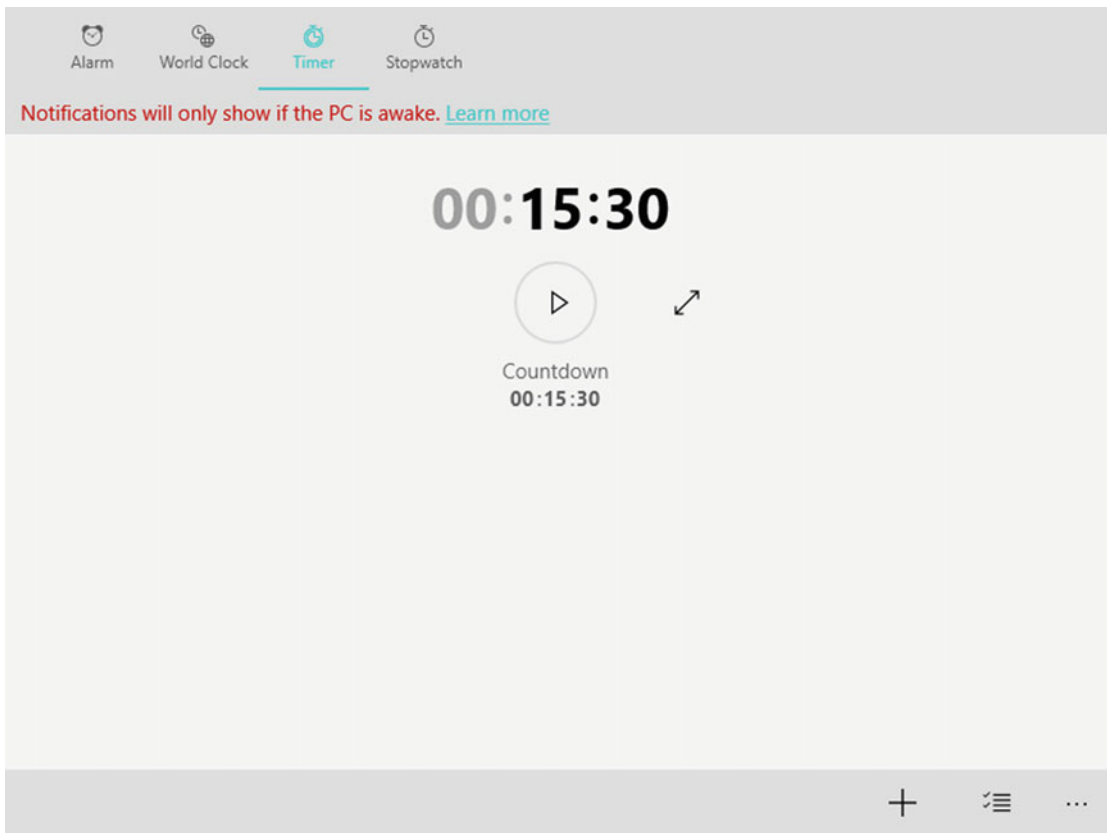 Alarm World Clock Timer Stopwatch
Notifications will only show if the PC is awake. Learn more
00:15:30
Countdown
00:15:30